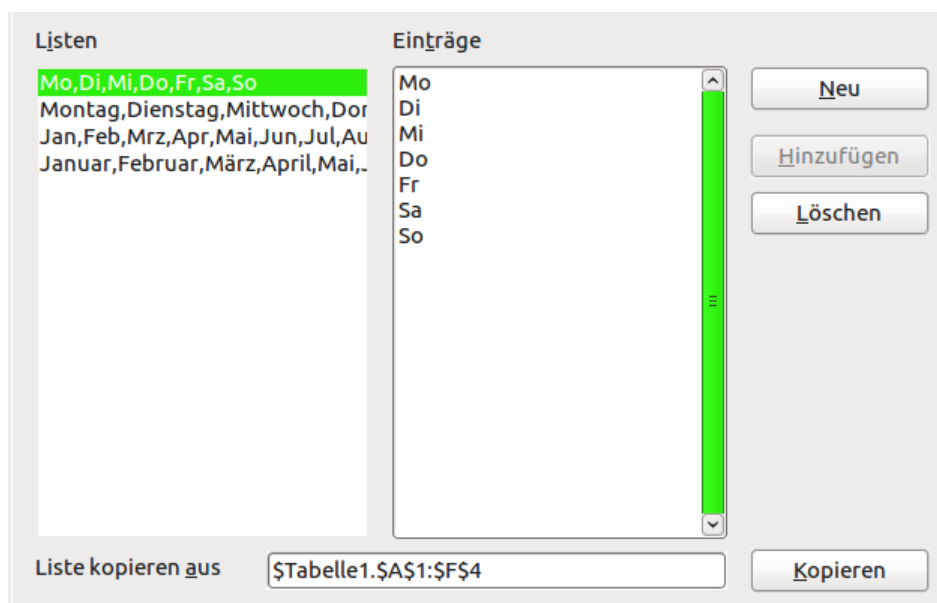 Listen
Mo,Di,Mi,Do,Fr,Sa,So
Montag,Dienstag,Mittwoch,Don
Jan,Feb,Mrz,Apr,Mai,Jun,Jul,Au
Januar,Februar,März,April,Mai,J
Einträge
Mo
Di
Mi
Do
Fr
Sa
So
Neu
Hinzufügen
Löschen
Liste kopieren aus
$Tabelle1.$A$1:$F$4
Kopieren